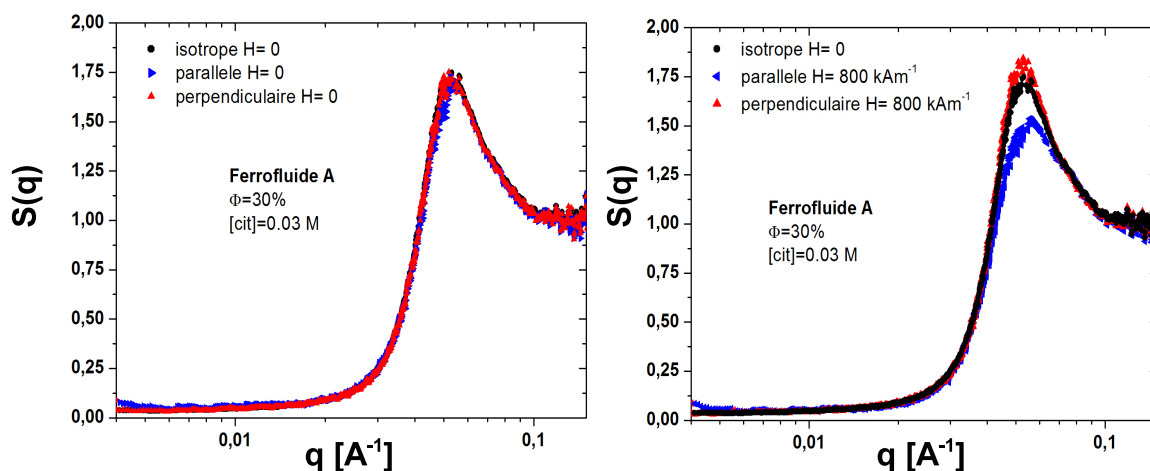 S(q)
2,00
1,75
1,50
1,25
1,00
0,75
0,50
0,25
0,00
isotrope H= 0
parallele H= 0
perpendiculaire H= 0
Ferrofluide A
Φ=30%
[cit]=0.03 M
0,01
0,1
q [A⁻¹]
S(q)
2,00
1,75
1,50
1,25
1,00
0,75
0,50
0,25
0,00
isotrope H= 0
parallele H= 800 kAm⁻¹
perpendiculaire H= 800 kAm⁻¹
Ferrofluide A
Φ=30%
[cit]=0.03 M
0,01
0,1
q [A⁻¹]